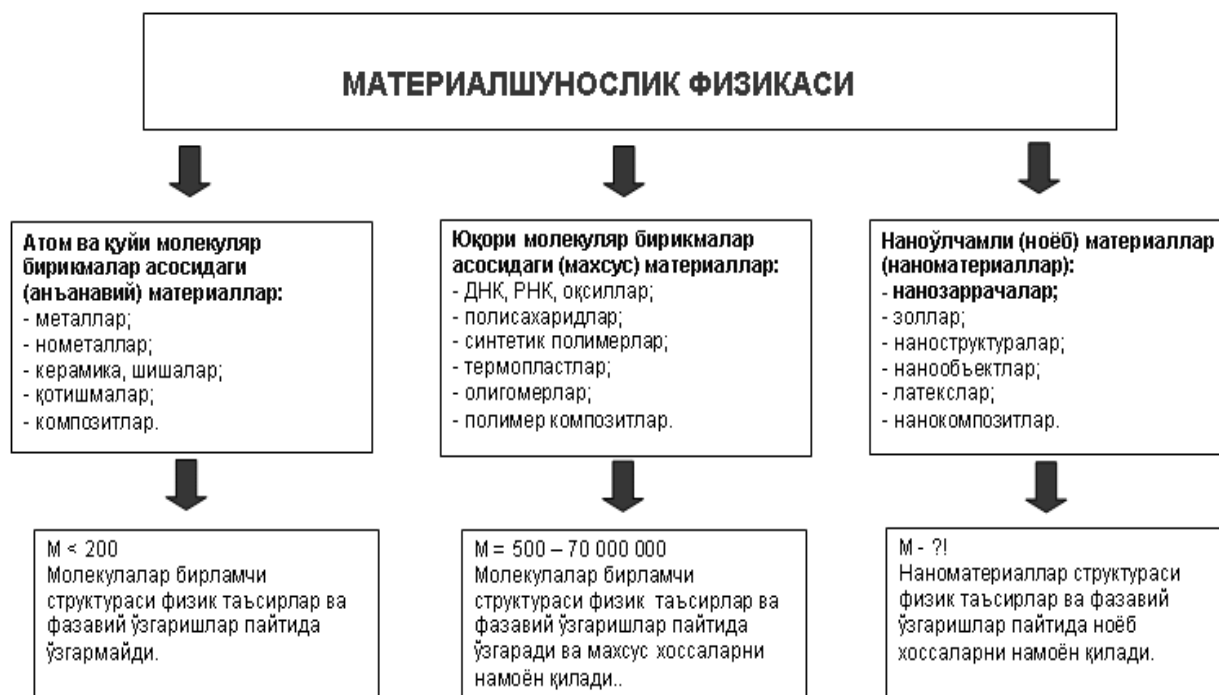 МАТЕРИАЛШУНОСЛИК ФИЗИКАСИ
Атом ва қуйи молекуляр
бирикмалар асосидаги
(анъанавий) материаллар:
- металлар;
- нометаллар;
- керамика, шишалар;
- қотишмалар;
- композитлар.
Юқори молекуляр бирикмалар
асосидаги (махсус) материаллар:
- ДНК, РНК, оқсиллар;
- полисахаридлар;
- синтетик полимерлар;
- термопластлар;
- олигомерлар;
- полимер композитлар.
Наноўлчамли (ноёб) материаллар
(наноматериаллар):
- нанозаррачалар;
- золлар;
- наноструктуралар;
- нанообъектлар;
- латекслар;
- нанокомпозитлар.
М < 200
Молекулалар бирламчи
структураси физик таъсирлар ва
фазавий ўзгаришлар пайтида
ўзгармайди.
М = 500 – 70 000 000
Молекулалар бирламчи
структураси физик таъсирлар ва
фазавий ўзгаришлар пайтида
ўзгаради ва махсус хоссаларни
намоён қилади..
М - ?!
Наноматериаллар структураси
физик таъсирлар ва фазавий
ўзгаришлар пайтида ноёб
хоссаларни намоён қилади.